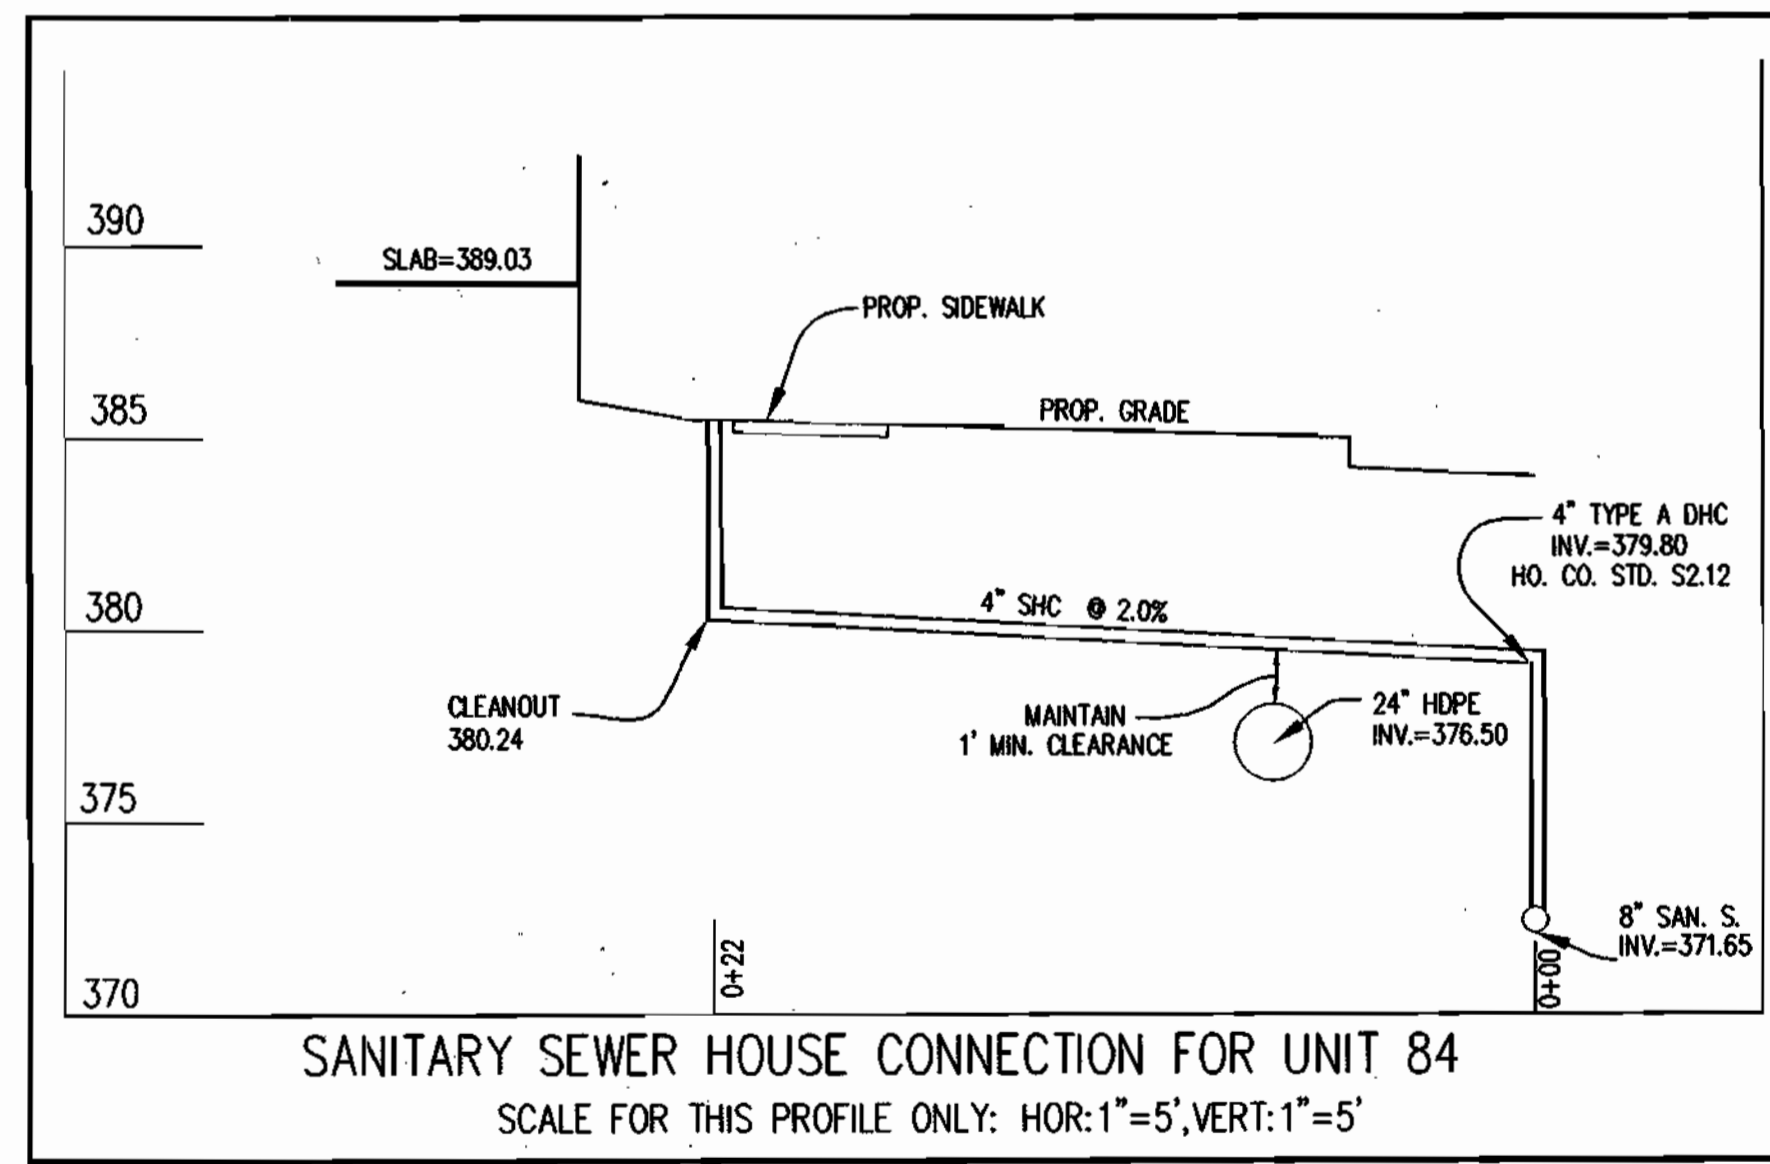 390
SLAB=389.03
PROP. SIDEWALK
385
PROP. GRADE
4" TYPE A DHC
INV.=379.80
HO. CO. STD. S2.12
380
4" SHC @ 2.0%
CLEANOUT
380.24
MAINTAIN
1' MIN. CLEARANCE
24" HDPE
INV.=376.50
375
8" SAN. S.
INV.=371.65
0+22
0+00
370
SANITARY SEWER HOUSE CONNECTION FOR UNIT 84
SCALE FOR THIS PROFILE ONLY: HOR:1"=5',VERT:1"=5'